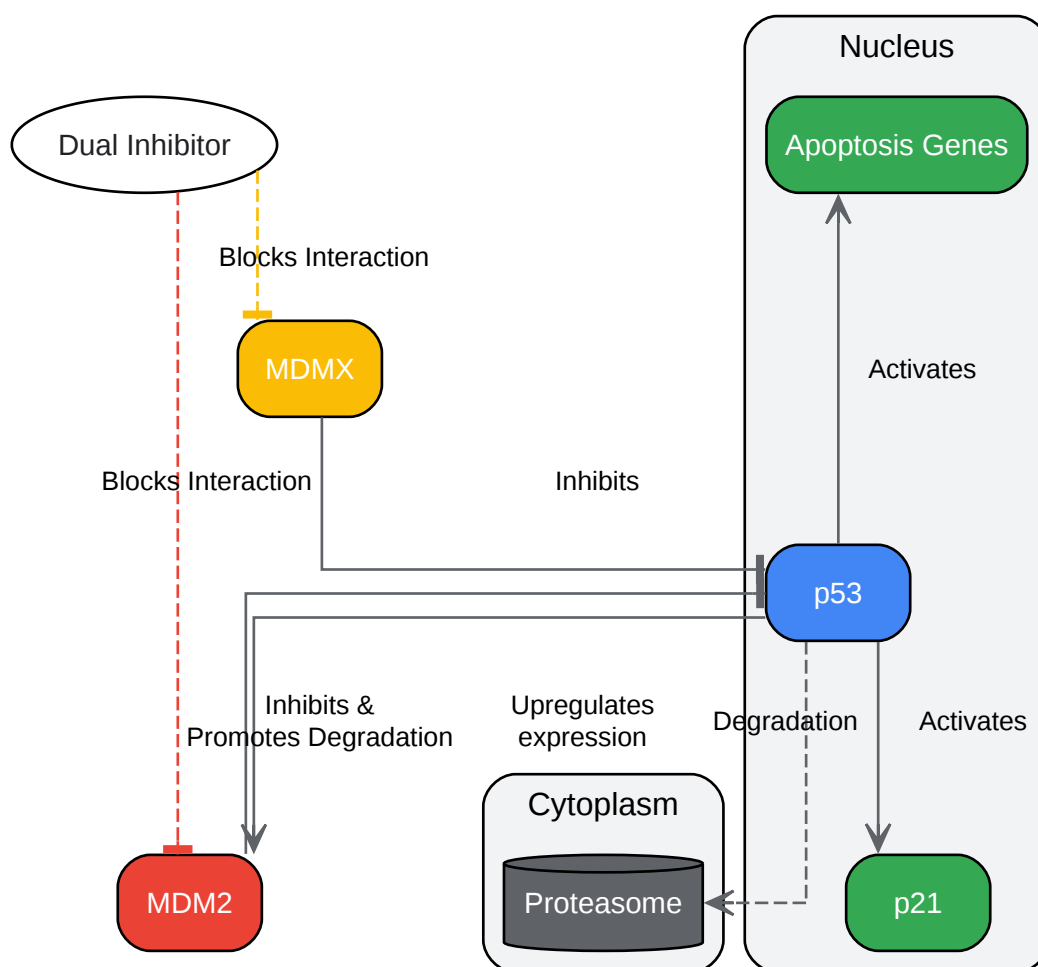 Nucleus
Dual Inhibitor
Apoptosis Genes
Blocks Interaction
MDMX
Activates
Blocks Interaction
Inhibits
p53
Inhibits &
Promotes Degradation
Upregulates
expression
Degradation
Activates
Cytoplasm
MDM2
Proteasome
p21